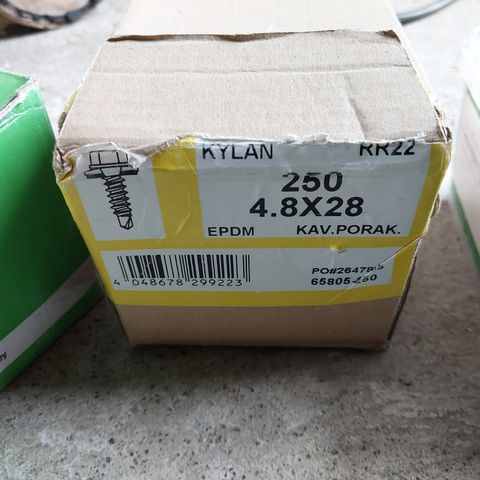 KYLAN RR22
250
4.8X28
EPDM KAV.PORAK.
4 048678 299223